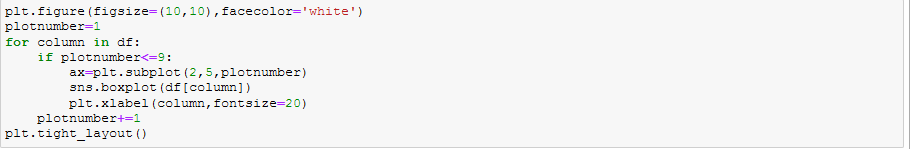 plt.figure(figsize=(10,10),facecolor='white')
plotnumber=1
for column in df:
    if plotnumber<=9:
        ax=plt.subplot(2,5,plotnumber)
        sns.boxplot(df[column])
        plt.xlabel(column,fontsize=20)
    plotnumber+=1
plt.tight_layout()